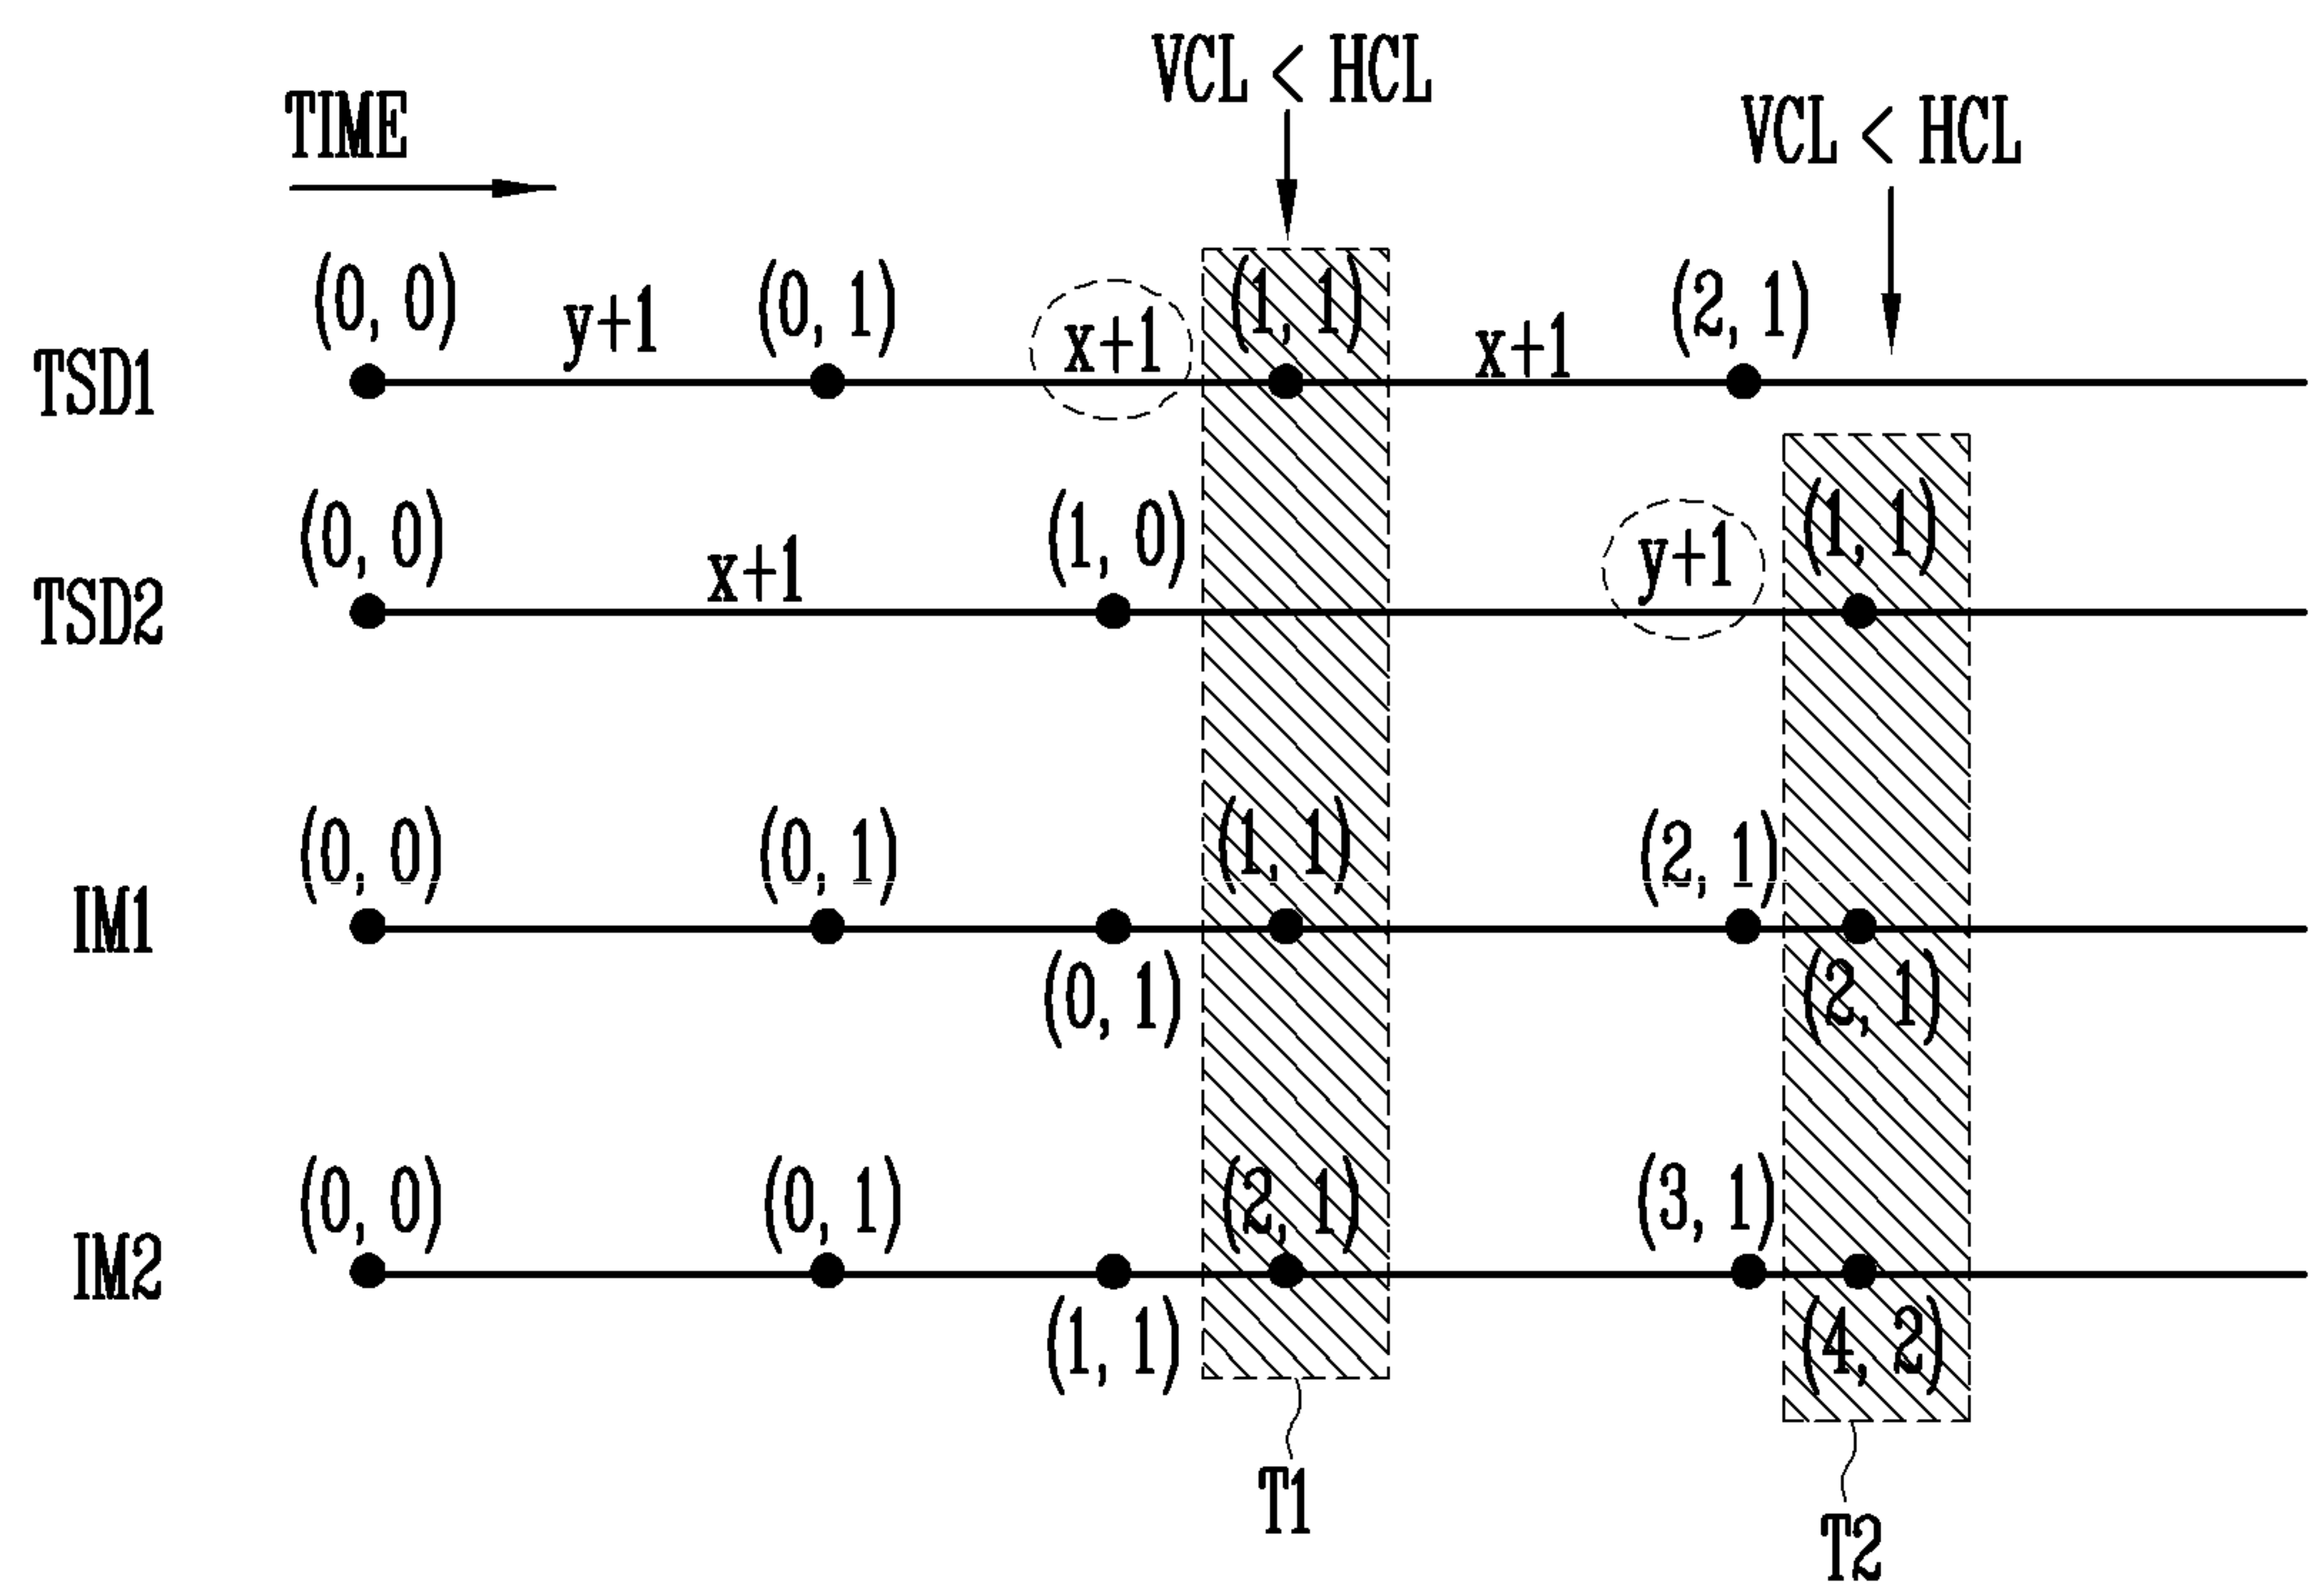 VCL < HCL
TIME
VCL < HCL
(0, 0) y+1 (0, 1) x+1 (1, 1) x+1 (2, 1)
TSD1
(0, 0) x+1 (1, 0) y+1 (1, 1)
TSD2
(0, 0) (0, 1) (1, 1) (2, 1)
IM1
(0, 1) (2, 1)
(0, 0) (0, 1) (2, 1) (3, 1)
IM2
(1, 1) (4, 2)
T1
T2